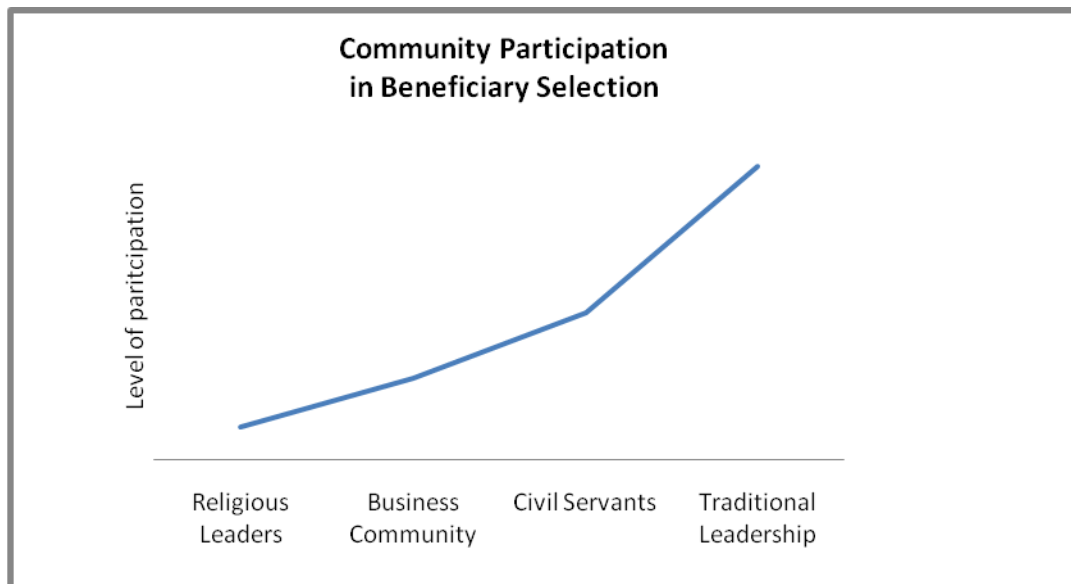 Community Participation
in Beneficiary Selection
Level of paritcipation
Religious
Leaders
Business
Community
Civil Servants
Traditional
Leadership